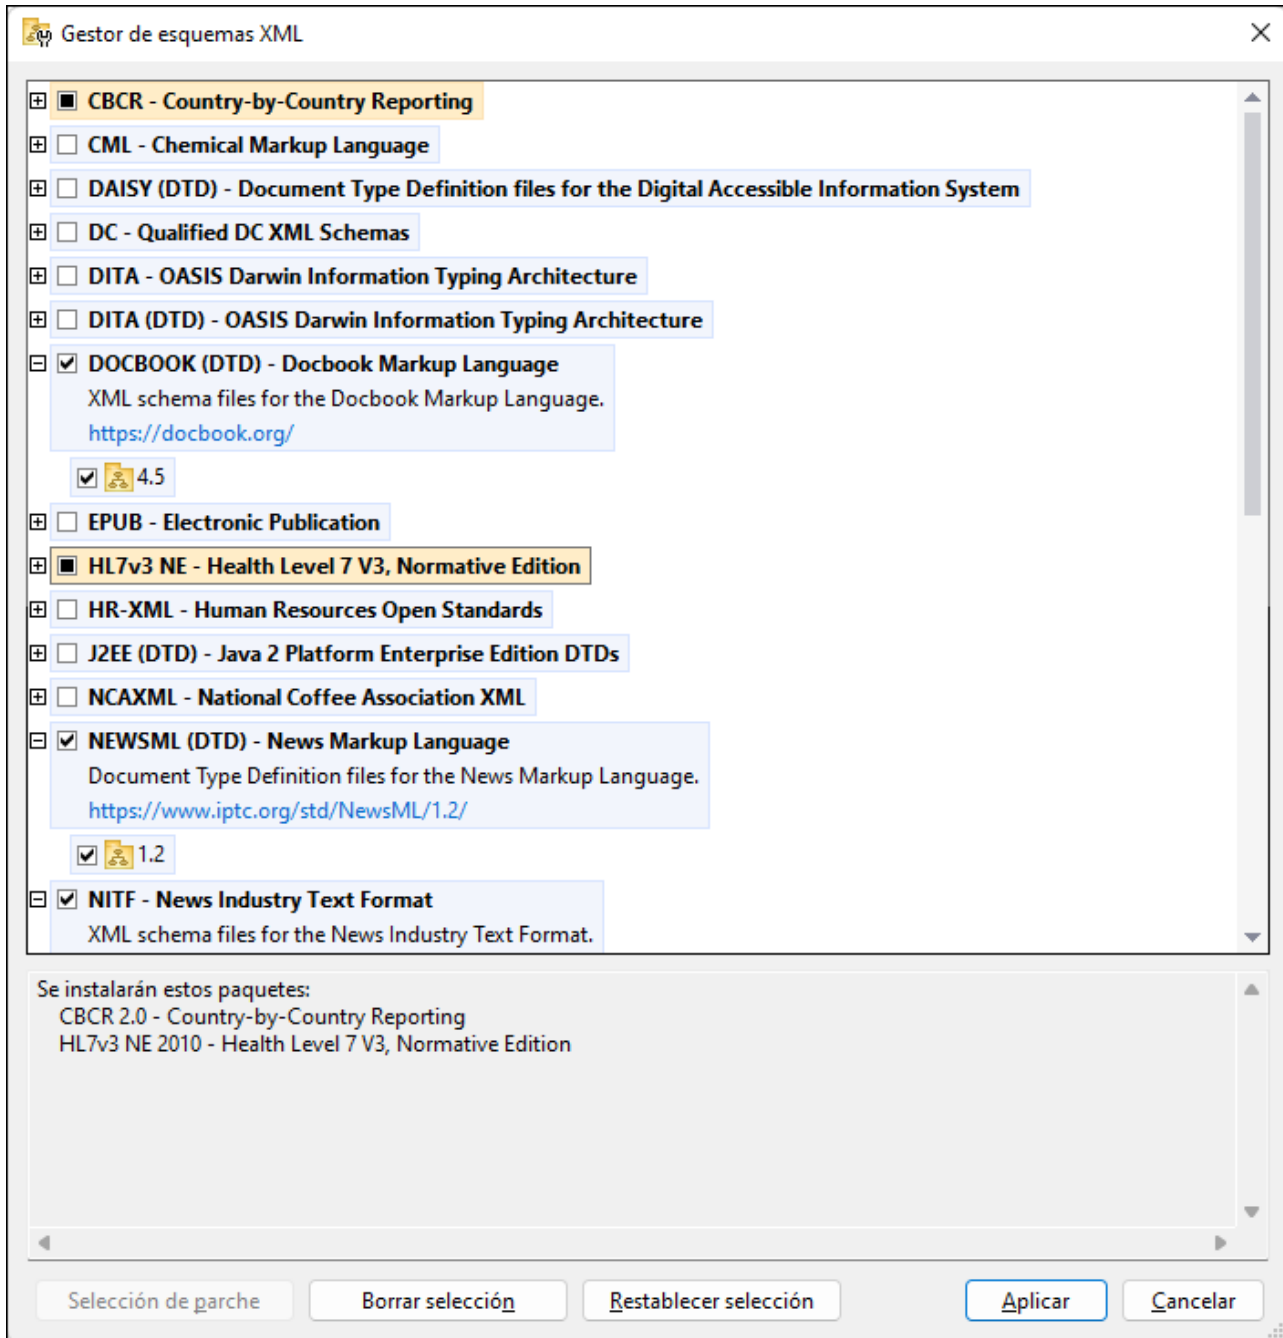 Gestor de esquemas XML
CBCR - Country-by-Country Reporting
CML - Chemical Markup Language
DAISY (DTD) - Document Type Definition files for the Digital Accessible Information System
DC - Qualified DC XML Schemas
DITA - OASIS Darwin Information Typing Architecture
DITA (DTD) - OASIS Darwin Information Typing Architecture
DOCBOOK (DTD) - Docbook Markup Language
XML schema files for the Docbook Markup Language.
https://docbook.org/
4.5
EPUB - Electronic Publication
HL7v3 NE - Health Level 7 V3, Normative Edition
HR-XML - Human Resources Open Standards
J2EE (DTD) - Java 2 Platform Enterprise Edition DTDs
NCAXML - National Coffee Association XML
NEWSML (DTD) - News Markup Language
Document Type Definition files for the News Markup Language.
https://www.iptc.org/std/NewsML/1.2/
1.2
NITF - News Industry Text Format
XML schema files for the News Industry Text Format.
Se instalarán estos paquetes:
CBCR 2.0 - Country-by-Country Reporting
HL7v3 NE 2010 - Health Level 7 V3, Normative Edition
Selección de parche Borrar selección Restablecer selección Aplicar Cancelar